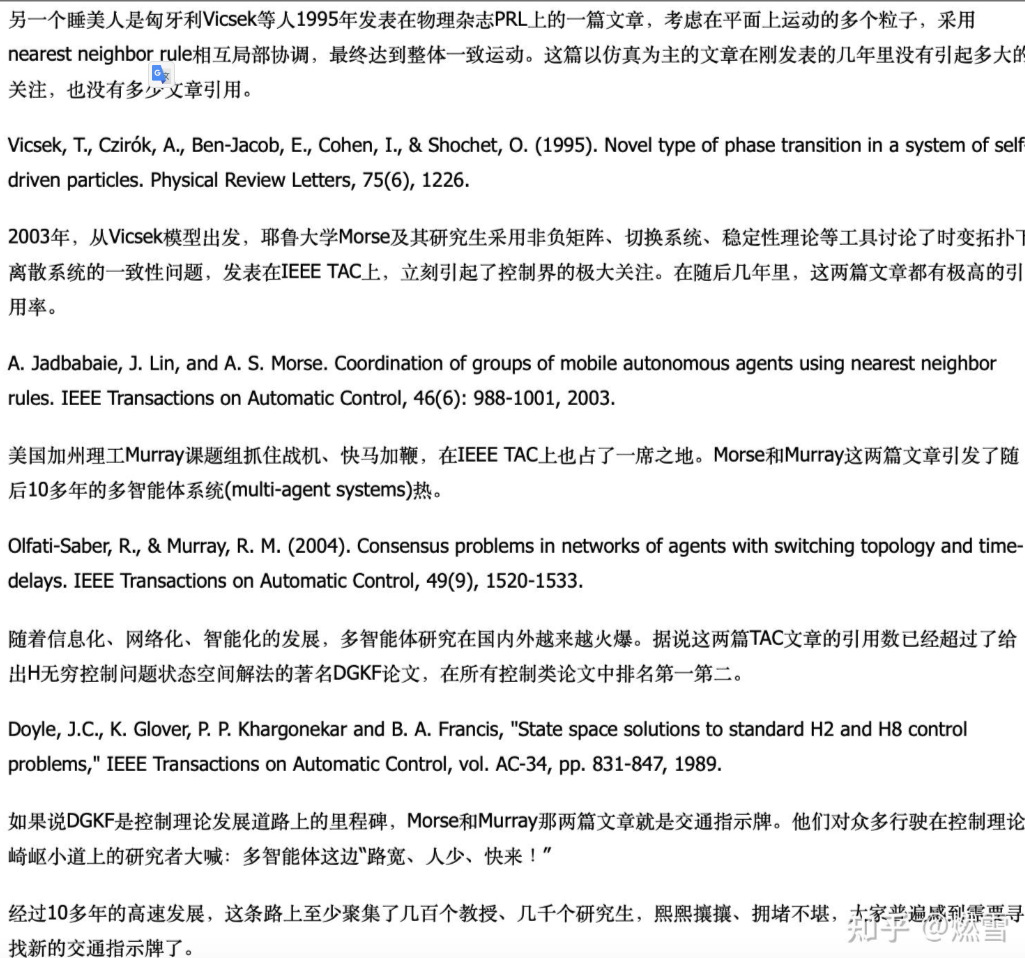 另一个睡美人是匈牙利Vicsek等人1995年发表在物理杂志PRL上的一篇文章，考虑在平面上运动的多个粒子，采用
nearest neighbor rule相互局部协调，最终达到整体一致运动。这篇以仿真为主的文章在刚发表的几年里没有引起多大的
关注，也没有多少文章引用。
Vicsek, T., Czirók, A., Ben-Jacob, E., Cohen, I., & Shochet, O. (1995). Novel type of phase transition in a system of self-
driven particles. Physical Review Letters, 75(6), 1226.
2003年，从Vicsek模型出发，耶鲁大学Morse及其研究生采用非负矩阵、切换系统、稳定性理论等工具讨论了时变拓扑下
离散系统的一致性问题，发表在IEEE TAC上，立刻引起了控制界的极大关注。在随后几年里，这两篇文章都有极高的引
用率。
A. Jadbabaie, J. Lin, and A. S. Morse. Coordination of groups of mobile autonomous agents using nearest neighbor
rules. IEEE Transactions on Automatic Control, 46(6): 988-1001, 2003.
美国加州理工Murray课题组抓住战机、快马加鞭，在IEEE TAC上也占了一席之地。Morse和Murray这两篇文章引发了随
后10多年的多智能体系统(multi-agent systems)热。
Olfati-Saber, R., & Murray, R. M. (2004). Consensus problems in networks of agents with switching topology and time-
delays. IEEE Transactions on Automatic Control, 49(9), 1520-1533.
随着信息化、网络化、智能化的发展，多智能体研究在国内外越来越火爆。据说这两篇TAC文章的引用数已经超过了给
出H无穷控制问题状态空间解法的著名DGKF论文，在所有控制类论文中排名第一第二。
Doyle, J.C., K. Glover, P. P. Khargonekar and B. A. Francis, "State space solutions to standard H2 and H8 control
problems," IEEE Transactions on Automatic Control, vol. AC-34, pp. 831-847, 1989.
如果说DGKF是控制理论发展道路上的里程碑，Morse和Murray那两篇文章就是交通指示牌。他们对众多行驶在控制理论
崎岖小道上的研究者大喊：多智能体这边“路宽、人少、快来！”
经过10多年的高速发展，这条路上至少聚集了几百个教授、几千个研究生，熙熙攘攘、拥堵不堪，大家普遍感到需要寻
找新的交通指示牌了。
知乎 @燃雪